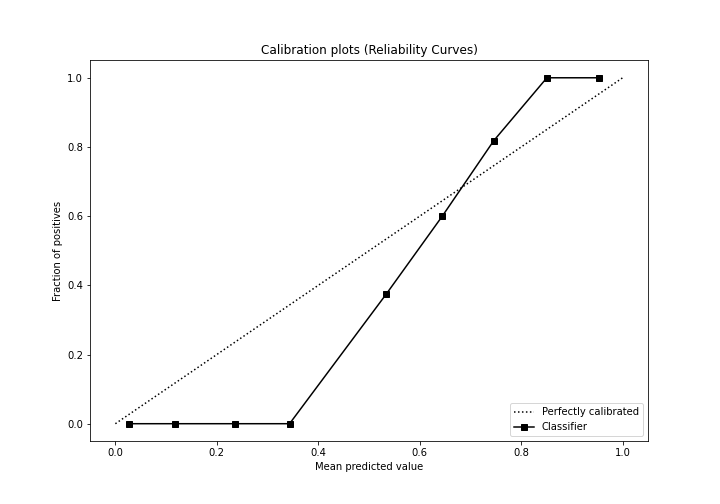 Calibration plots (Reliability Curves)
Fraction of positives
1.0
0.8
0.6
0.4
0.2
0.0
0.0 0.2 0.4 0.6 0.8 1.0
Mean predicted value
Perfectly calibrated
Classifier